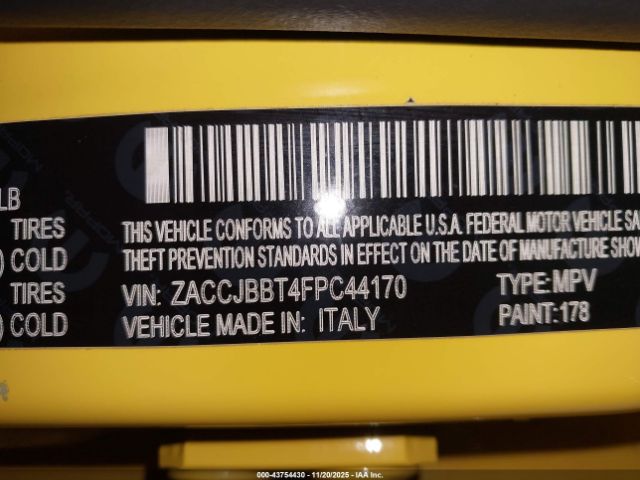 LB
TIRES
) COLD
TIRES
) COLD
THIS VEHICLE CONFORMS TO ALL APPLICABLE U.S.A. FEDERAL MOTOR VEHICLE SA
THEFT PREVENTION STANDARDS IN EFFECT ON THE DATE OF MANUFACTURE SHOW
VIN: ZACCJBBT4FPC44170 TYPE:MPV
VEHICLE MADE IN: ITALY PAINT:178
000-43754430 - 11/20/2025 - © IAA Inc.